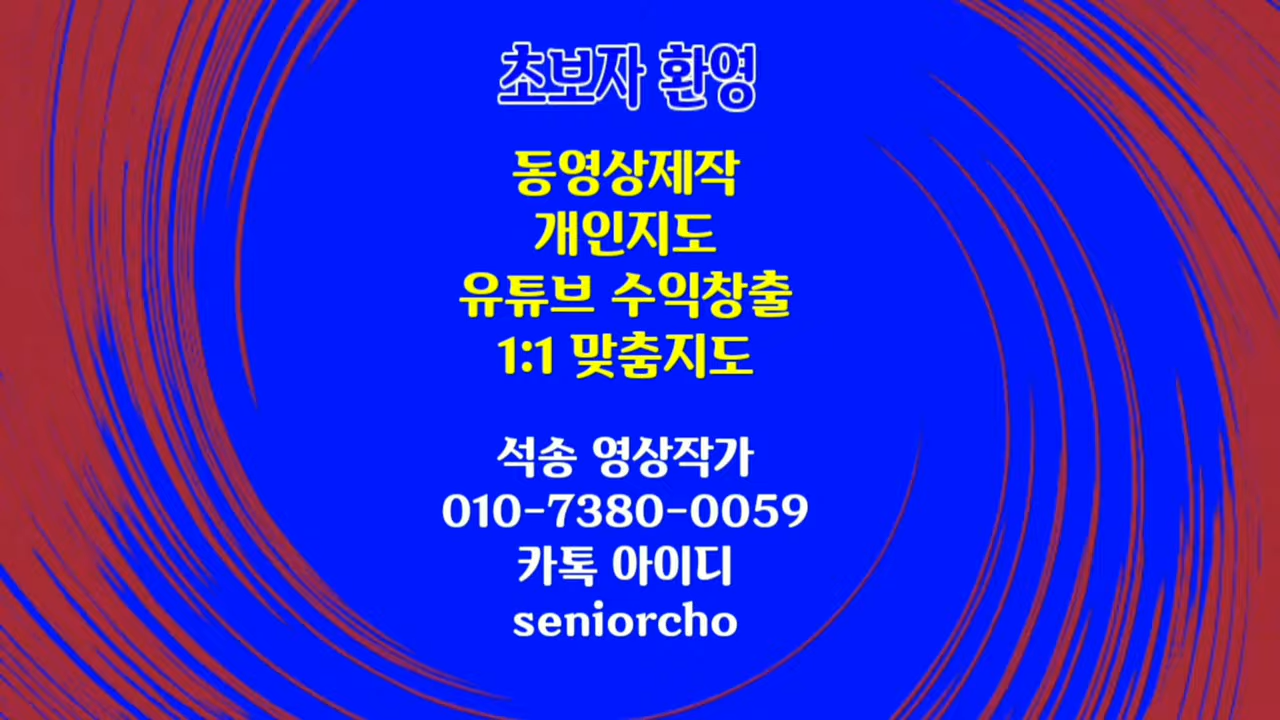 초보자 환영
동영상제작
개인지도
유튜브 수익창출
1:1 맞춤지도
석송 영상작가
010-7380-0059
카톡 아이디
seniorcho